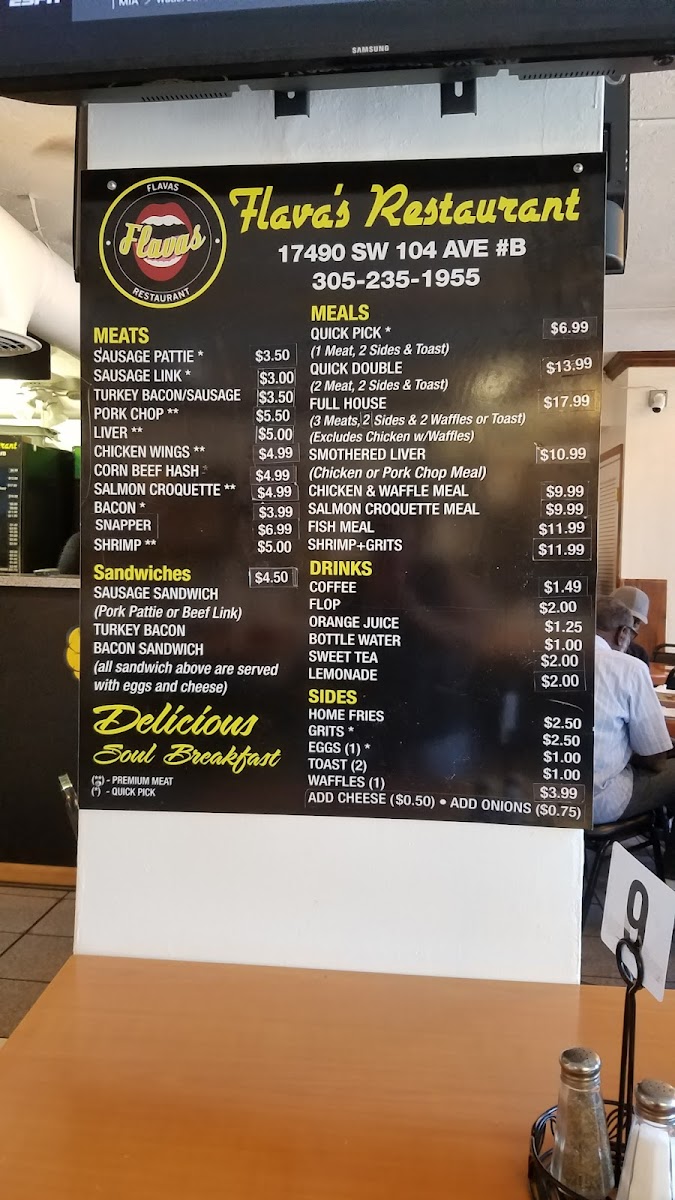 ESPN
MIA
SAMSUNG
FLAVAS
Flavas
RESTAURANT
Flava's Restaurant
17490 SW 104 AVE #B
305-235-1955
MEATS
SAUSAGE PATTIE * $3.50
SAUSAGE LINK * $3.00
TURKEY BACON/SAUSAGE $3.50
PORK CHOP ** $5.50
LIVER ** $5.00
CHICKEN WINGS ** $4.99
CORN BEEF HASH $4.99
SALMON CROQUETTE ** $4.99
BACON * $3.99
SNAPPER $6.99
SHRIMP ** $5.00
Sandwiches $4.50
SAUSAGE SANDWICH
(Pork Pattie or Beef Link)
TURKEY BACON
BACON SANDWICH
(all sandwich above are served
with eggs and cheese)
Delicious
Soul Breakfast
(**) - PREMIUM MEAT
(*) - QUICK PICK
MEALS
QUICK PICK * $6.99
(1 Meat, 2 Sides & Toast)
QUICK DOUBLE $13.99
(2 Meat, 2 Sides & Toast)
FULL HOUSE $17.99
(3 Meats, 2 Sides & 2 Waffles or Toast)
(Excludes Chicken w/Waffles)
SMOTHERED LIVER $10.99
(Chicken or Pork Chop Meal)
CHICKEN & WAFFLE MEAL $9.99
SALMON CROQUETTE MEAL $9.99
FISH MEAL $11.99
SHRIMP+GRITS $11.99
DRINKS
COFFEE $1.49
FLOP $2.00
ORANGE JUICE $1.25
BOTTLE WATER $1.00
SWEET TEA $2.00
LEMONADE $2.00
SIDES
HOME FRIES $2.50
GRITS * $2.50
EGGS (1) * $1.00
TOAST (2) $1.00
WAFFLES (1) $3.99
ADD CHEESE ($0.50) • ADD ONIONS ($0.75)
9